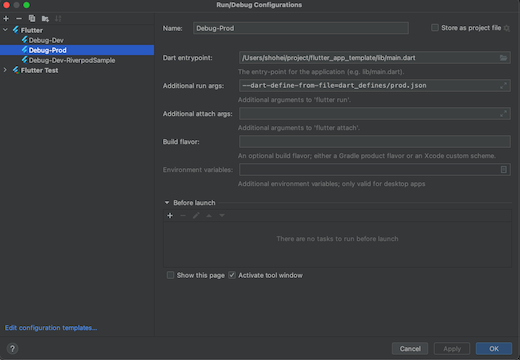 Run/Debug Configurations
Flutter
Debug-Dev
Debug-Prod
Debug-Dev-RiverpodSample
Flutter Test
Edit configuration templates...
Name: Debug-Prod
Store as project file
Dart entrypoint: /Users/shohei/project/flutter_app_template/lib/main.dart
The entry-point for the application (e.g. lib/main.dart).
Additional run args: --dart-define-from-file=dart_defines/prod.json
Additional arguments to 'flutter run'.
Additional attach args:
Additional arguments to 'flutter attach'.
Build flavor:
An optional build flavor; either a Gradle product flavor or an Xcode custom scheme.
Environment variables:
Additional environment variables; only valid for desktop apps
Before launch
There are no tasks to run before launch
Show this page Activate tool window
? Cancel Apply OK